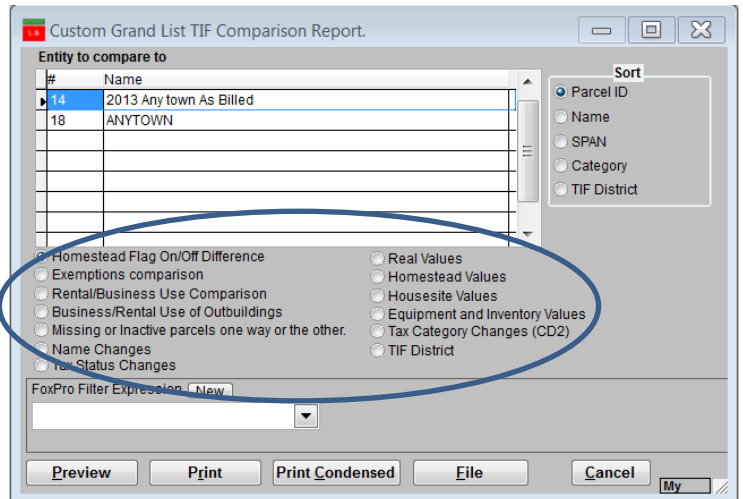 Custom Grand List TIF Comparison Report.
Entity to compare to
# Name
14 2013 Any town As Billed
18 ANYTOWN
Sort
Parcel ID
Name
SPAN
Category
TIF District
Homestead Flag On/Off Difference
Exemptions comparison
Rental/Business Use Comparison
Business/Rental Use of Outbuildings
Missing or Inactive parcels one way or the other.
Name Changes
Tax Status Changes
Real Values
Homestead Values
Housesite Values
Equipment and Inventory Values
Tax Category Changes (CD2)
TIF District
FoxPro Filter Expression New
Preview Print Print Condensed File Cancel
My